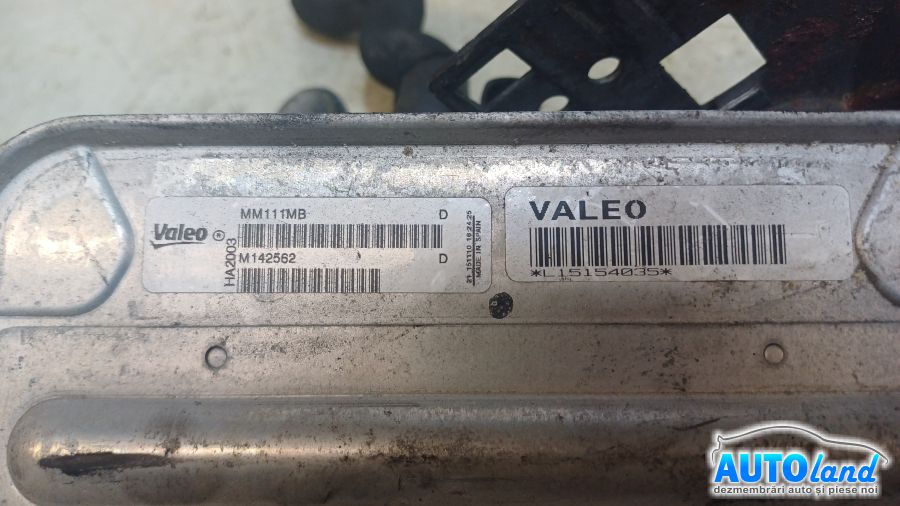 MM111MB D
Valeo ®
M142562 D
HA2003
151110 16:24:25
MADE IN SPAIN
VALEO
*L15154035*
AUTOland
dezmembrări auto și piese noi